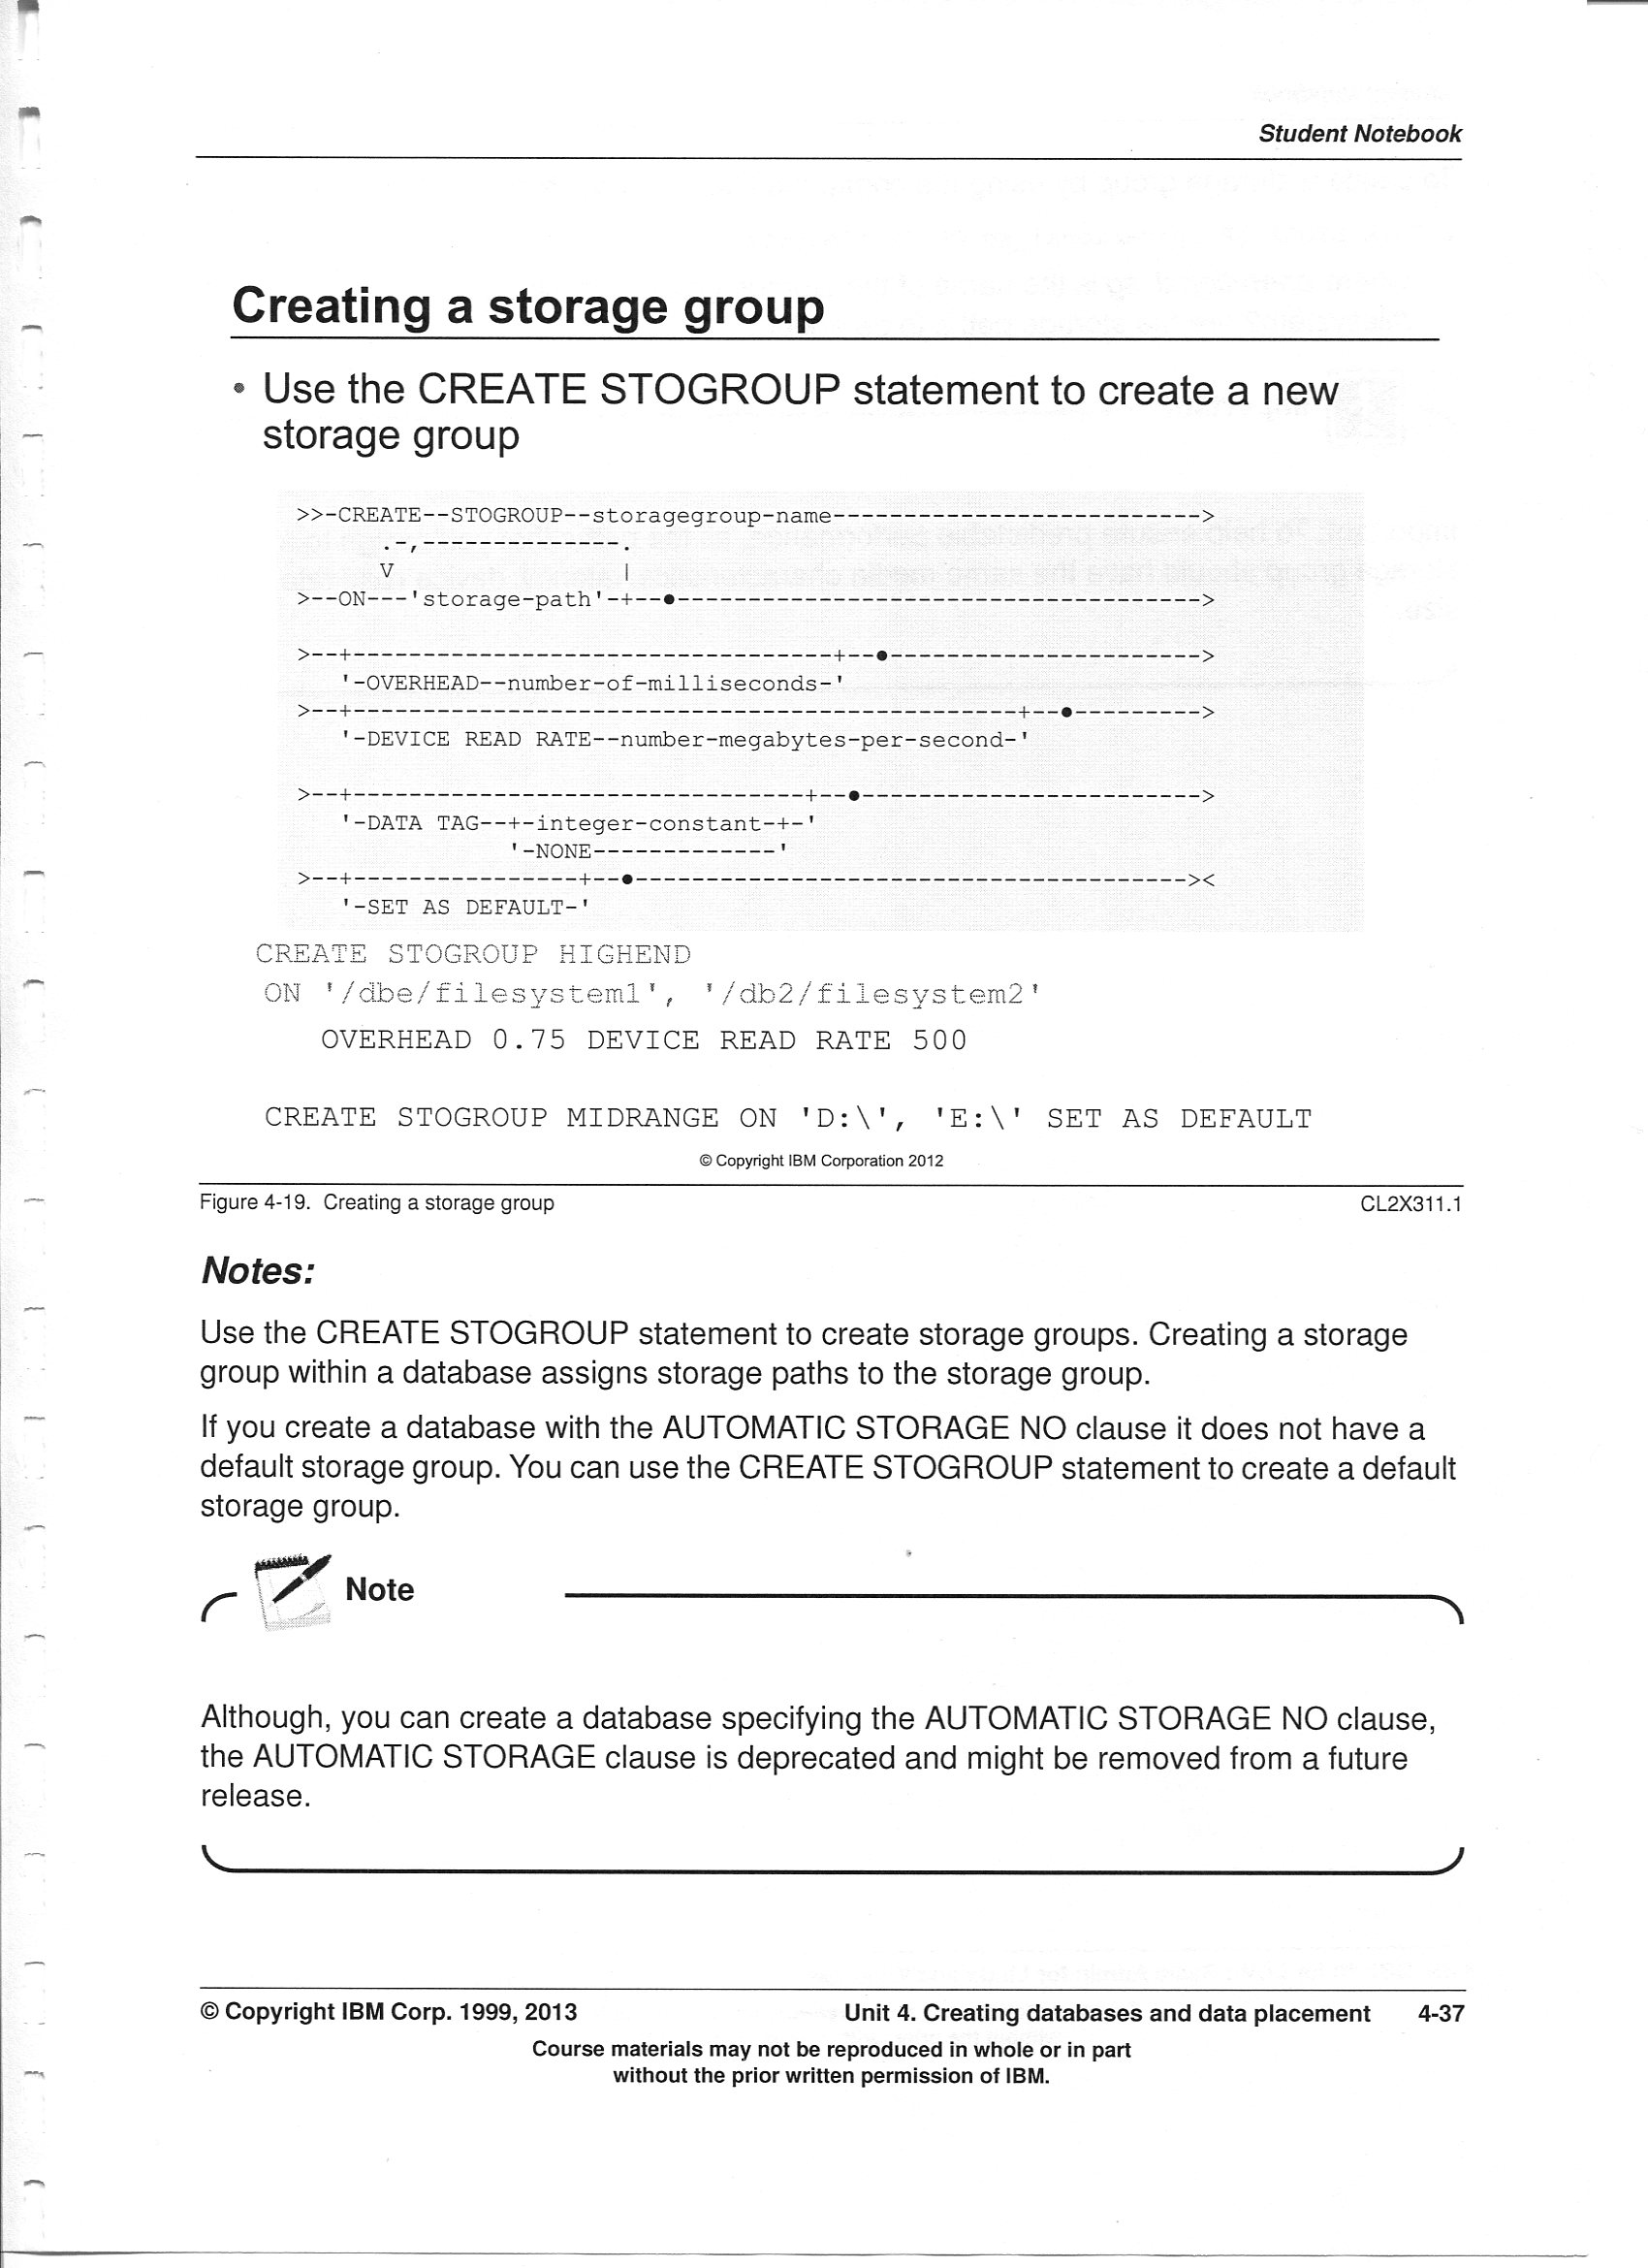 Student Notebook
Creating a storage group
• Use the CREATE STOGROUP statement to create a new
storage group
>>-CREATE--STOGROUP--storagegroup-name-------------------------->
      .-,--------------.
      V                |
>--ON---'storage-path'-+--●------------------------------------->
>--+----------------------------------+--●---------------------->
   '-OVERHEAD--number-of-milliseconds-'
>--+-----------------------------------------------+--●--------->
   '-DEVICE READ RATE--number-megabytes-per-second-'
>--+--------------------------------+--●------------------------>
   '-DATA TAG--+-integer-constant-+-'
               '-NONE-------------'
>--+----------------+--●---------------------------------------><
   '-SET AS DEFAULT-'
CREATE STOGROUP HIGHEND
ON '/dbe/filesystem1', '/db2/filesystem2'
OVERHEAD 0.75 DEVICE READ RATE 500
CREATE STOGROUP MIDRANGE ON 'D:\', 'E:\' SET AS DEFAULT
© Copyright IBM Corporation 2012
Figure 4-19. Creating a storage group CL2X311.1
Notes:
Use the CREATE STOGROUP statement to create storage groups. Creating a storage
group within a database assigns storage paths to the storage group.
If you create a database with the AUTOMATIC STORAGE NO clause it does not have a
default storage group. You can use the CREATE STOGROUP statement to create a default
storage group.
Note
Although, you can create a database specifying the AUTOMATIC STORAGE NO clause,
the AUTOMATIC STORAGE clause is deprecated and might be removed from a future
release.
© Copyright IBM Corp. 1999, 2013 Unit 4. Creating databases and data placement 4-37
Course materials may not be reproduced in whole or in part
without the prior written permission of IBM.